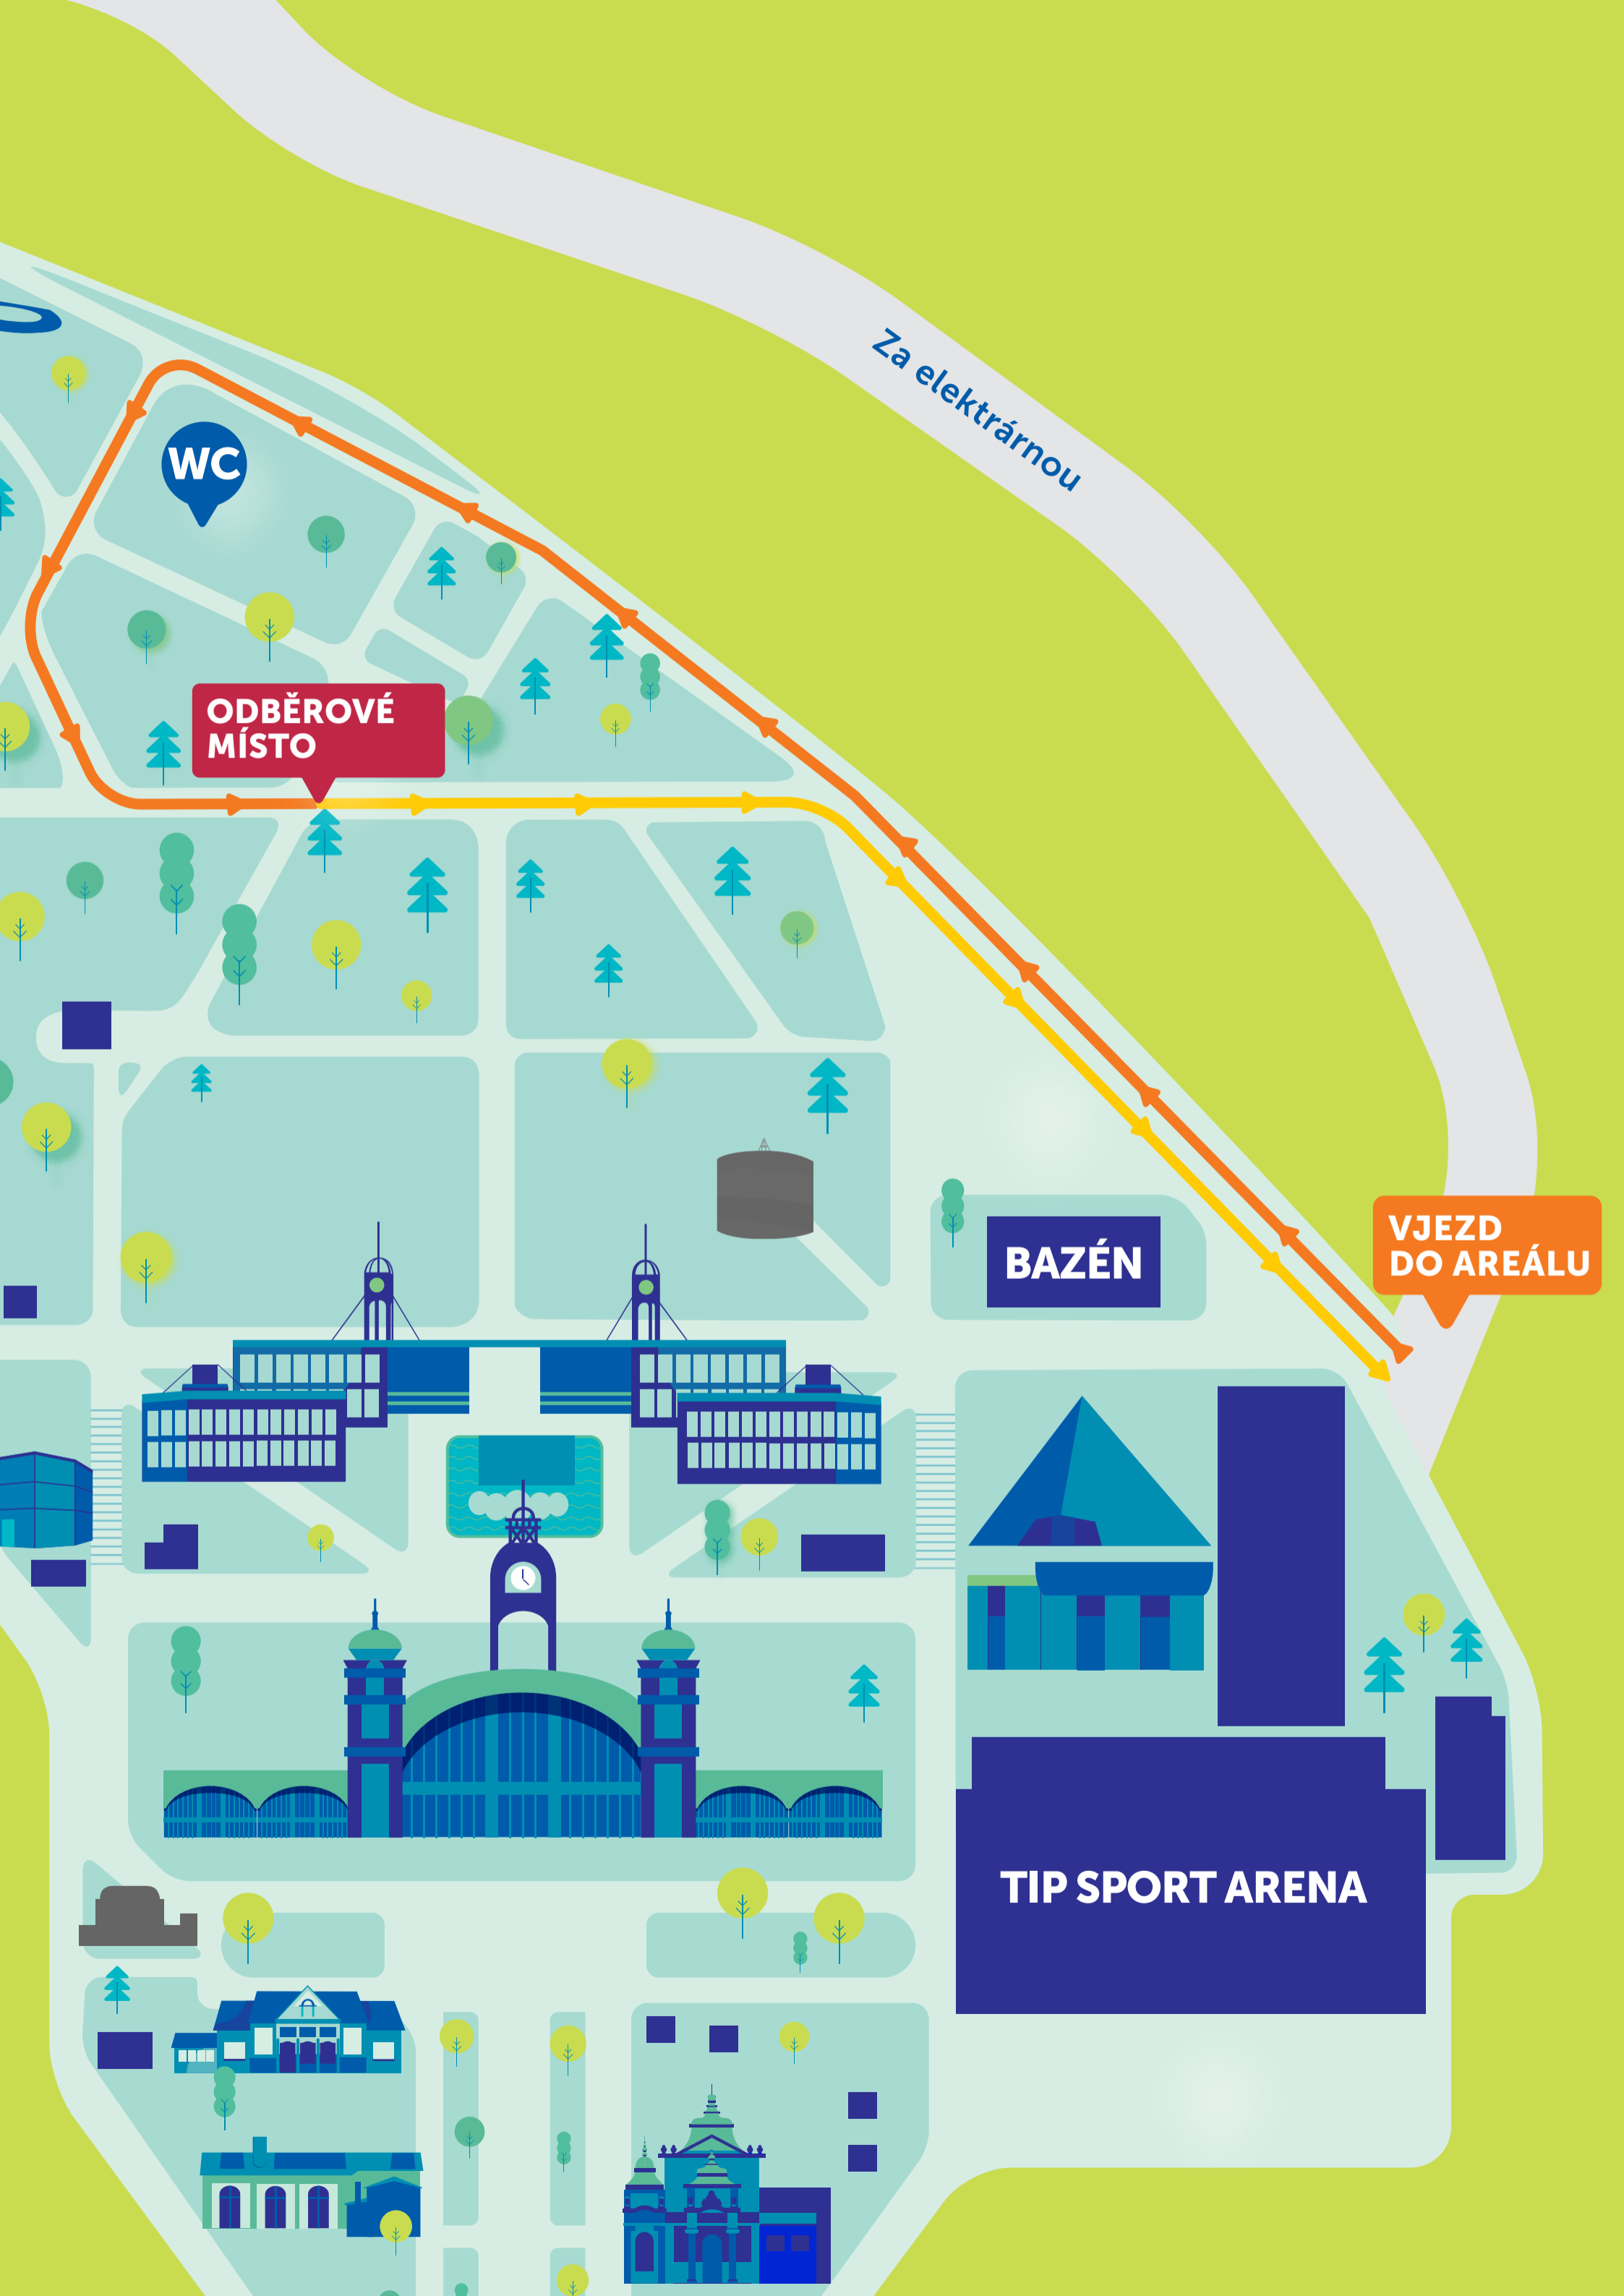 Za elektrárnou
WC
ODBĚROVÉ
MÍSTO
VJEZD
DO AREÁLU
BAZÉN
TIP SPORT ARENA